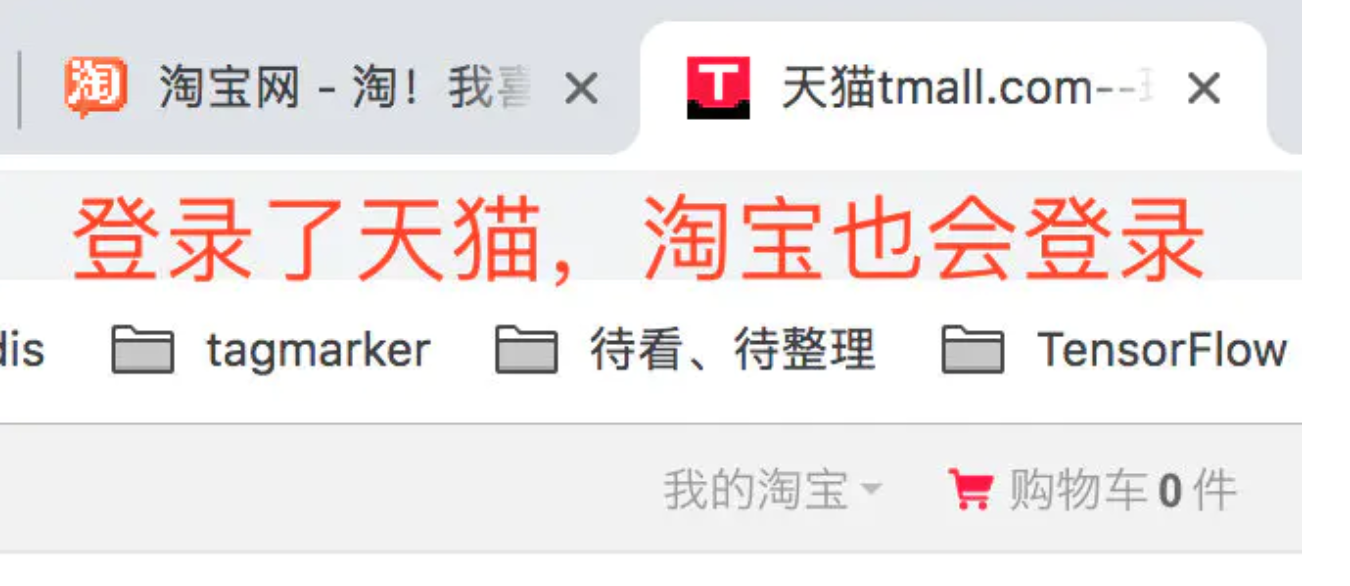 淘宝网 - 淘！我喜
天猫tmall.com--
登录了天猫，淘宝也会登录
dis tagmarker 待看、待整理 TensorFlow
我的淘宝 购物车 0 件